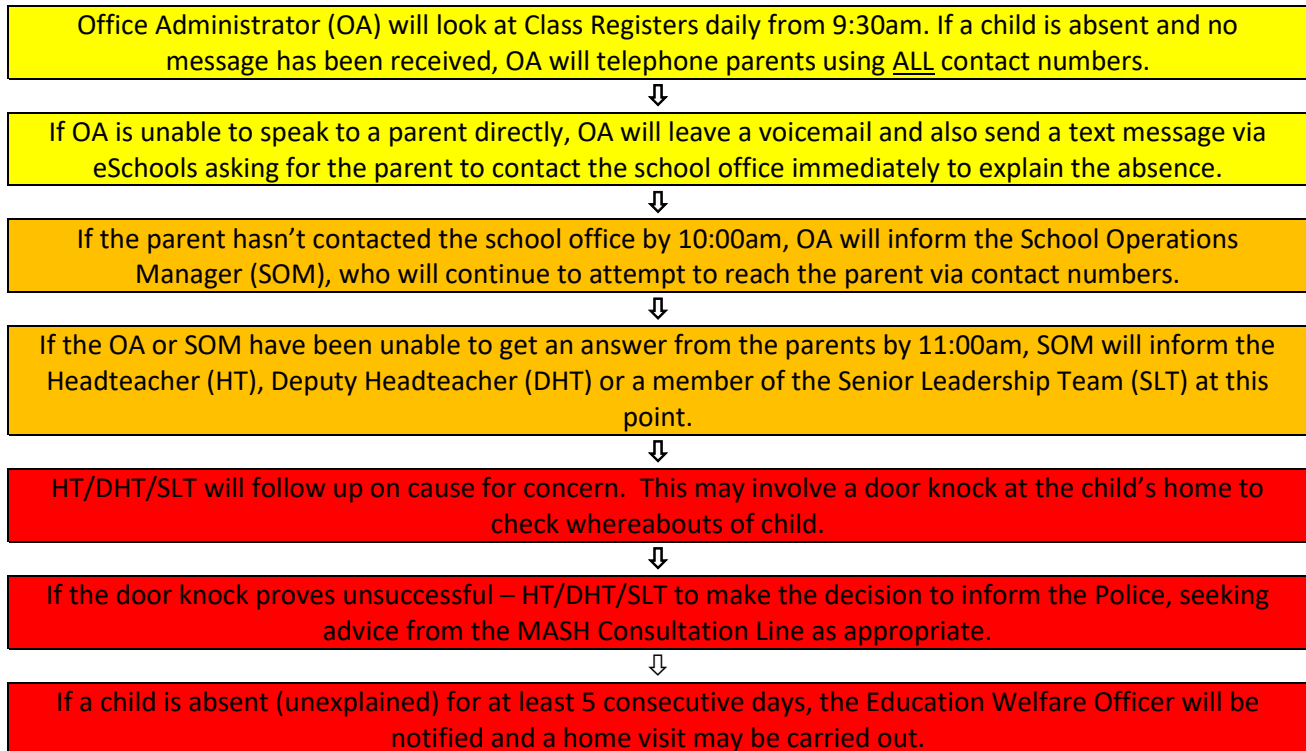 Office Administrator (OA) will look at Class Registers daily from 9:30am. If a child is absent and no
message has been received, OA will telephone parents using ALL contact numbers.
If OA is unable to speak to a parent directly, OA will leave a voicemail and also send a text message via
eSchools asking for the parent to contact the school office immediately to explain the absence.
If the parent hasn’t contacted the school office by 10:00am, OA will inform the School Operations
Manager (SOM), who will continue to attempt to reach the parent via contact numbers.
If the OA or SOM have been unable to get an answer from the parents by 11:00am, SOM will inform the
Headteacher (HT), Deputy Headteacher (DHT) or a member of the Senior Leadership Team (SLT) at this
point.
HT/DHT/SLT will follow up on cause for concern.  This may involve a door knock at the child’s home to
check whereabouts of child.
If the door knock proves unsuccessful – HT/DHT/SLT to make the decision to inform the Police, seeking
advice from the MASH Consultation Line as appropriate.
If a child is absent (unexplained) for at least 5 consecutive days, the Education Welfare Officer will be
notified and a home visit may be carried out.